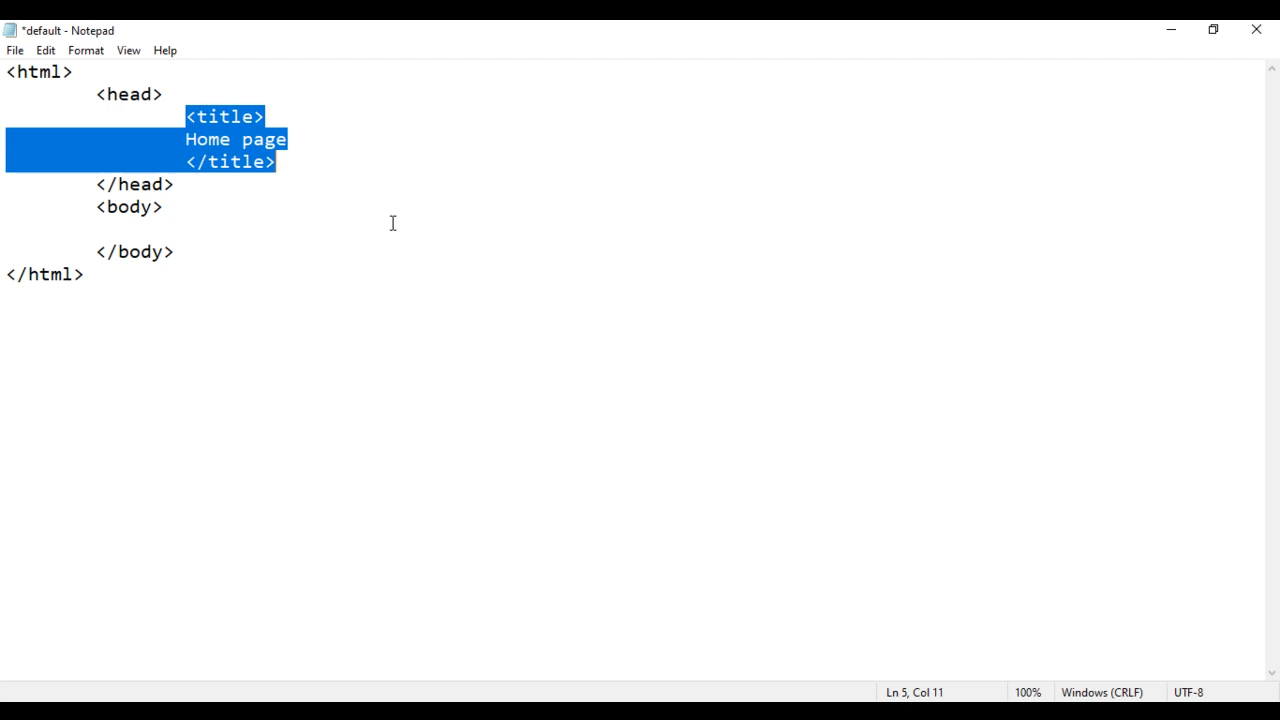 *default - Notepad
File Edit Format View Help
<html>
<head>
<title>
Home page
</title>
</head>
<body>
</body>
</html>
Ln 5, Col 11 100% Windows (CRLF) UTF-8